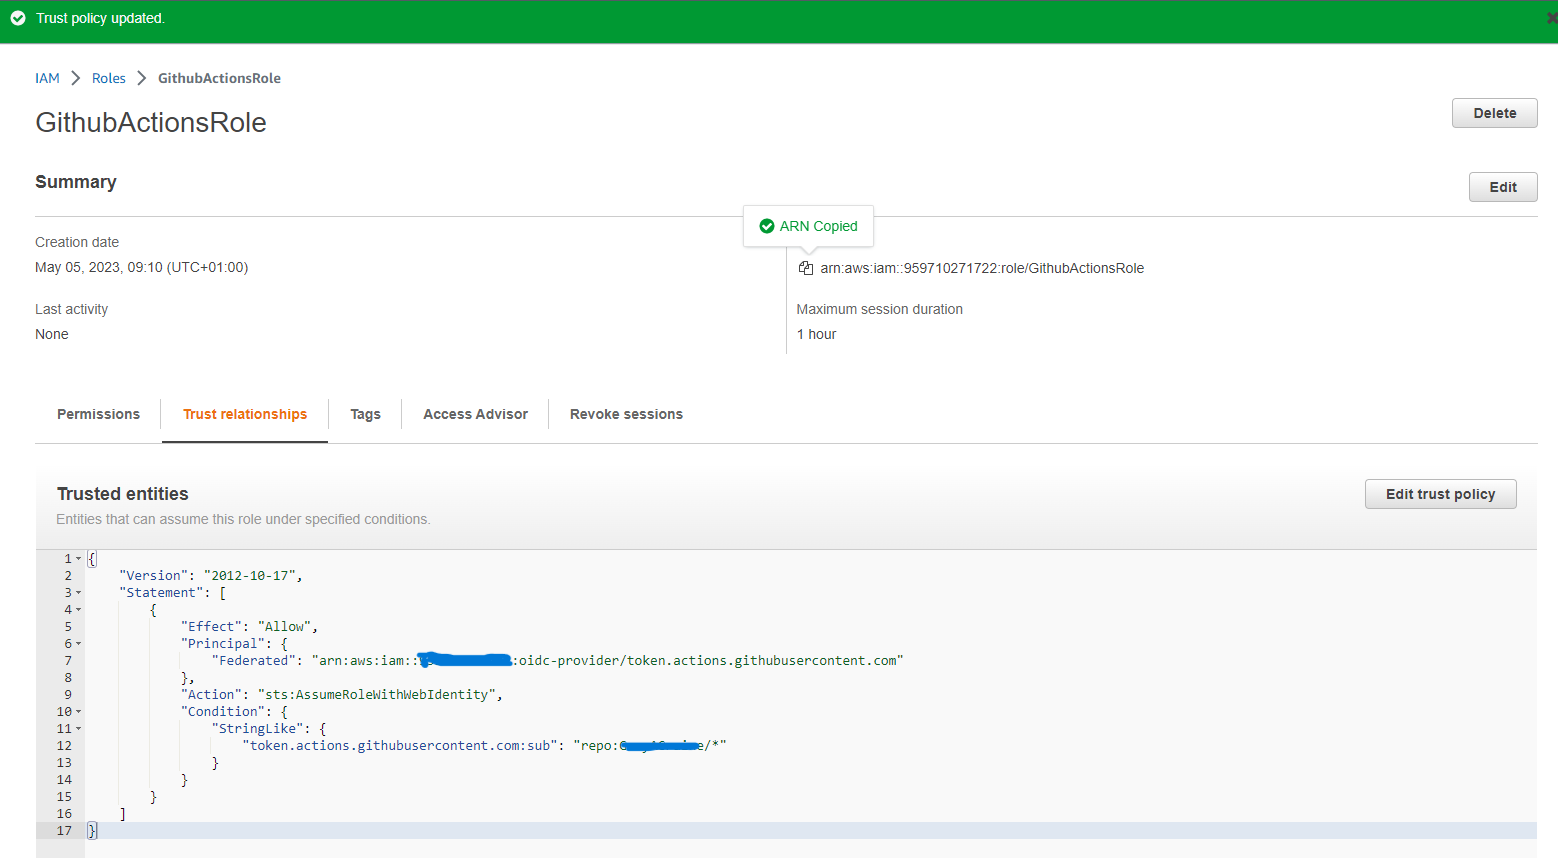 Trust policy updated.
IAM > Roles > GithubActionsRole
GithubActionsRole
Delete
Summary
Edit
ARN Copied
Creation date
May 05, 2023, 09:10 (UTC+01:00)
arn:aws:iam::959710271722:role/GithubActionsRole
Last activity
None
Maximum session duration
1 hour
Permissions
Trust relationships
Tags
Access Advisor
Revoke sessions
Trusted entities
Edit trust policy
Entities that can assume this role under specified conditions.
1 {
2 "Version": "2012-10-17",
3 "Statement": [
4 {
5 "Effect": "Allow",
6 "Principal": {
7 "Federated": "arn:aws:iam:: :oidc-provider/token.actions.githubusercontent.com"
8 },
9 "Action": "sts:AssumeRoleWithWebIdentity",
10 "Condition": {
11 "StringLike": {
12 "token.actions.githubusercontent.com:sub": "repo: /*"
13 }
14 }
15 }
16 ]
17 }